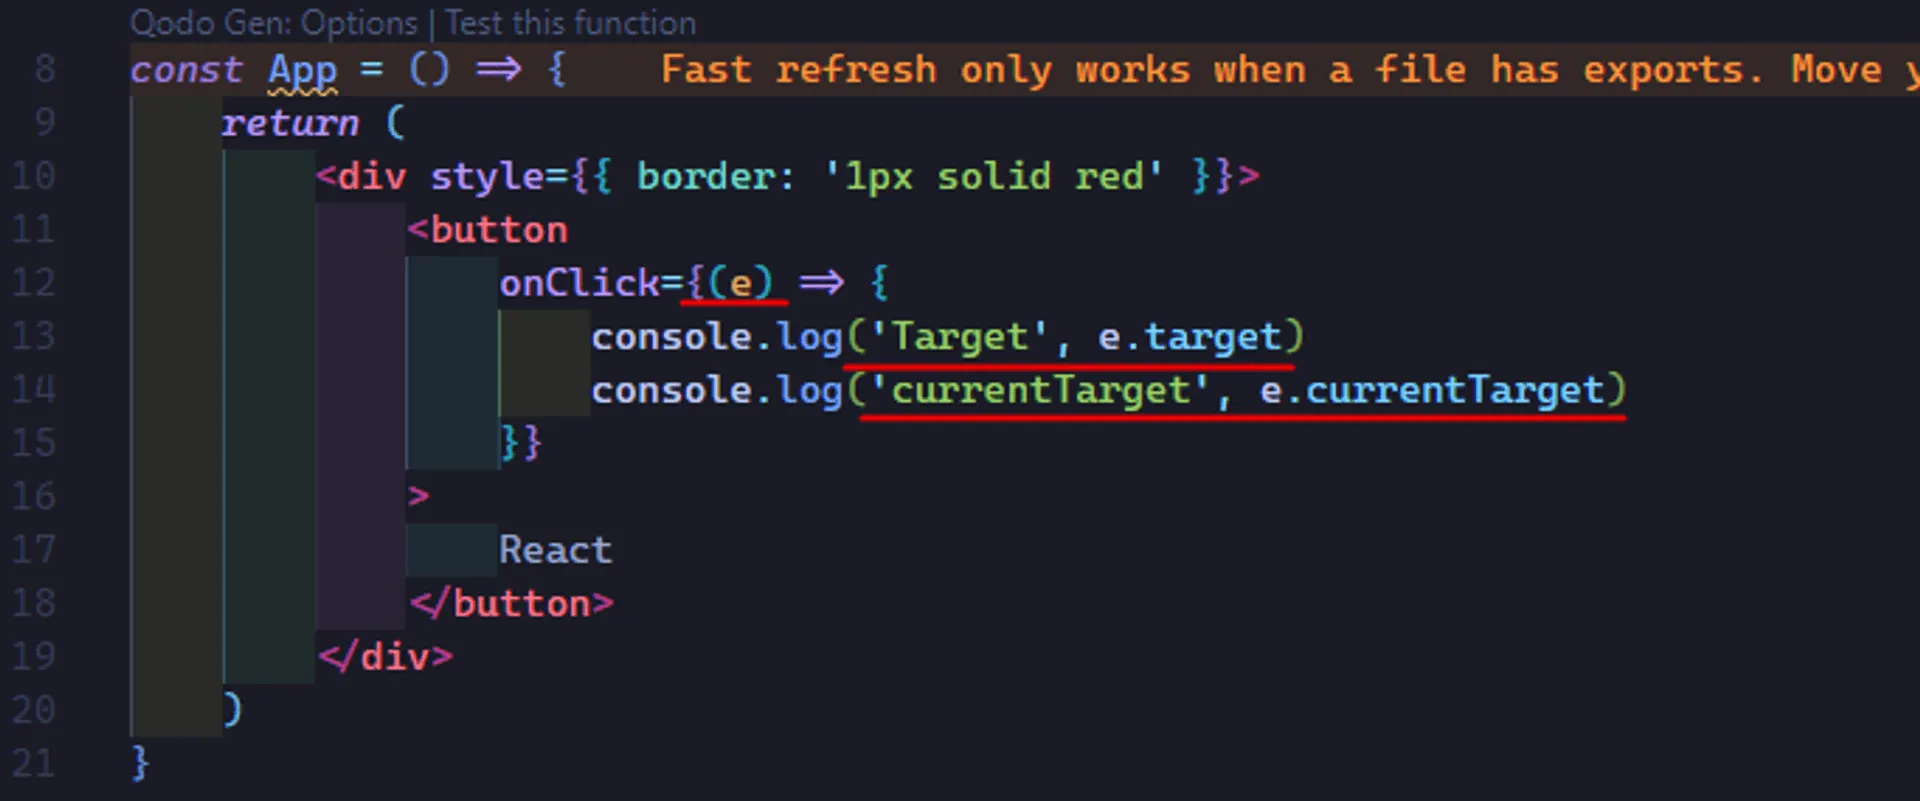 Qodo Gen: Options | Test this function
8 const App = () => { Fast refresh only works when a file has exports. Move y
9 return (
10 <div style={{ border: '1px solid red' }}>
11 <button
12 onClick={(e) => {
13 console.log('Target', e.target)
14 console.log('currentTarget', e.currentTarget)
15 }}
16 >
17 React
18 </button>
19 </div>
20 )
21 }